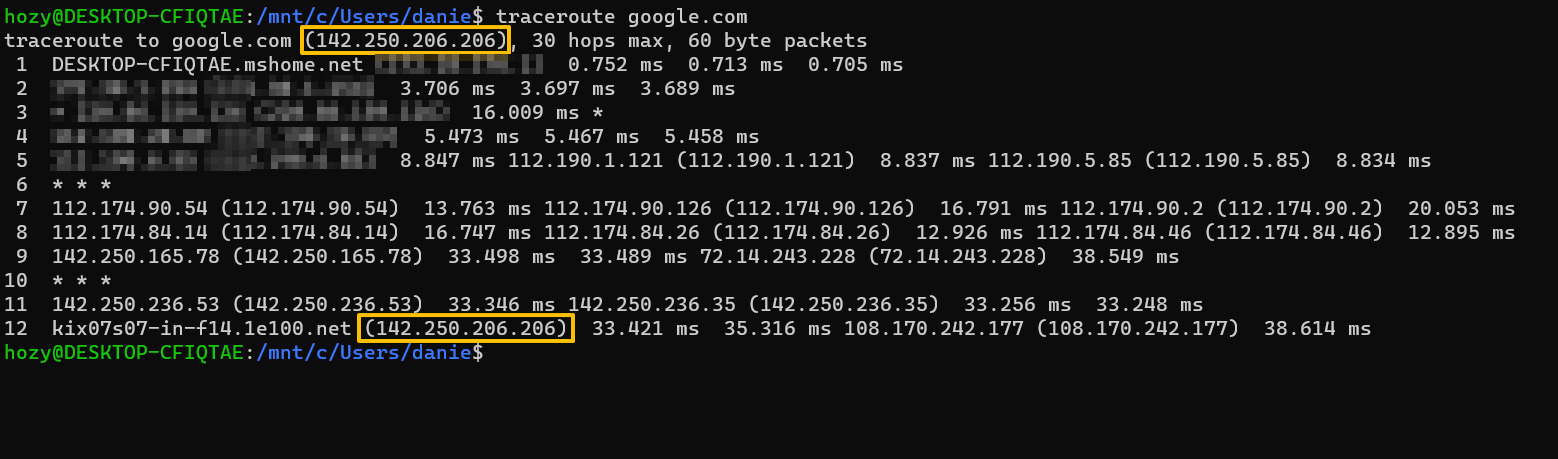 hozy@DESKTOP-CFIQTAE:/mnt/c/Users/danie$ traceroute google.com
traceroute to google.com (142.250.206.206), 30 hops max, 60 byte packets
1 DESKTOP-CFIQTAE.mshome.net 0.752 ms 0.713 ms 0.705 ms
2 3.706 ms 3.697 ms 3.689 ms
3 16.009 ms *
4 5.473 ms 5.467 ms 5.458 ms
5 8.847 ms 112.190.1.121 (112.190.1.121) 8.837 ms 112.190.5.85 (112.190.5.85) 8.834 ms
6 * * *
7 112.174.90.54 (112.174.90.54) 13.763 ms 112.174.90.126 (112.174.90.126) 16.791 ms 112.174.90.2 (112.174.90.2) 20.053 ms
8 112.174.84.14 (112.174.84.14) 16.747 ms 112.174.84.26 (112.174.84.26) 12.926 ms 112.174.84.46 (112.174.84.46) 12.895 ms
9 142.250.165.78 (142.250.165.78) 33.498 ms 33.489 ms 72.14.243.228 (72.14.243.228) 38.549 ms
10 * * *
11 142.250.236.53 (142.250.236.53) 33.346 ms 142.250.236.35 (142.250.236.35) 33.256 ms 33.248 ms
12 kix07s07-in-f14.1e100.net (142.250.206.206) 33.421 ms 35.316 ms 108.170.242.177 (108.170.242.177) 38.614 ms
hozy@DESKTOP-CFIQTAE:/mnt/c/Users/danie$